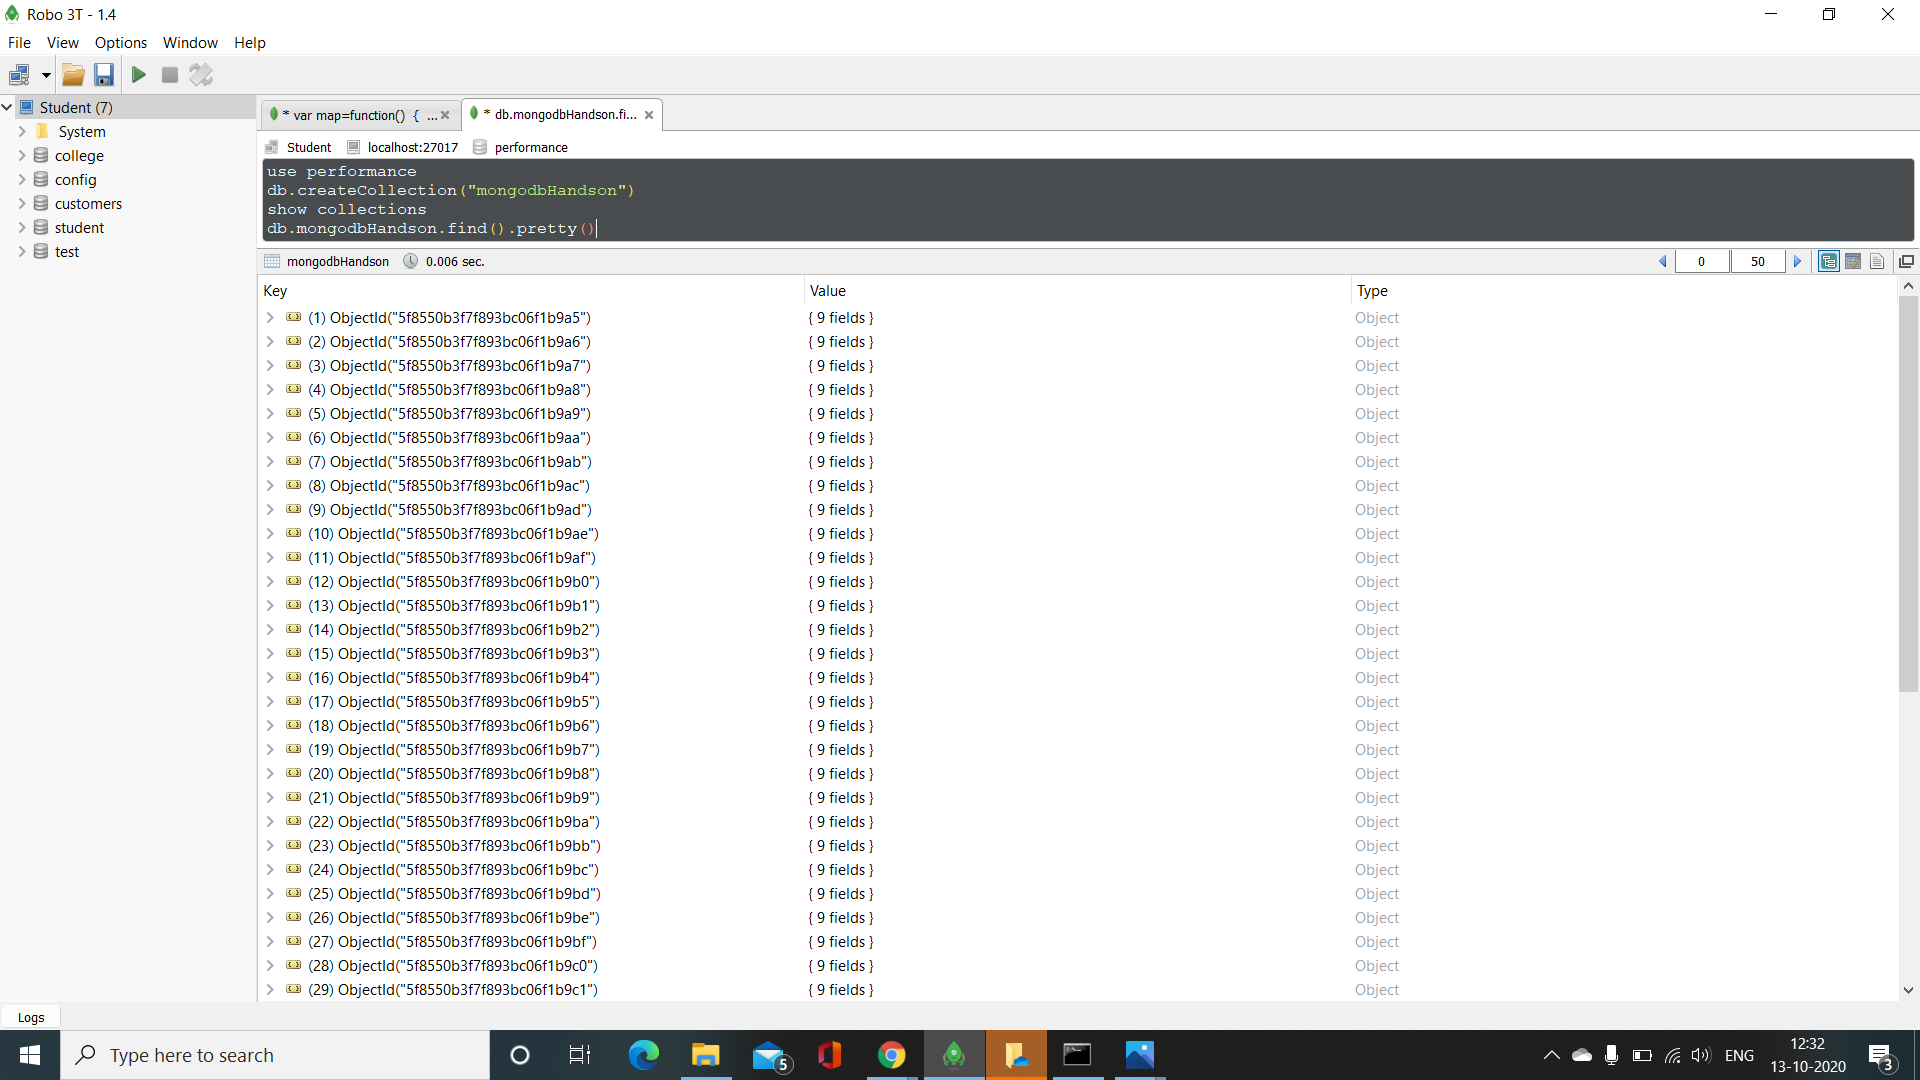 Robo 3T - 1.4
File View Options Window Help
Student (7)
System
college
config
customers
student
test
* var map=function() { ... * db.mongodbHandson.fi...
Student localhost:27017 performance
use performance
db.createCollection("mongodbHandson")
show collections
db.mongodbHandson.find().pretty()
mongodbHandson 0.006 sec. 0 50
Key Value Type
(1) ObjectId("5f8550b3f7f893bc06f1b9a5") { 9 fields } Object
(2) ObjectId("5f8550b3f7f893bc06f1b9a6") { 9 fields } Object
(3) ObjectId("5f8550b3f7f893bc06f1b9a7") { 9 fields } Object
(4) ObjectId("5f8550b3f7f893bc06f1b9a8") { 9 fields } Object
(5) ObjectId("5f8550b3f7f893bc06f1b9a9") { 9 fields } Object
(6) ObjectId("5f8550b3f7f893bc06f1b9aa") { 9 fields } Object
(7) ObjectId("5f8550b3f7f893bc06f1b9ab") { 9 fields } Object
(8) ObjectId("5f8550b3f7f893bc06f1b9ac") { 9 fields } Object
(9) ObjectId("5f8550b3f7f893bc06f1b9ad") { 9 fields } Object
(10) ObjectId("5f8550b3f7f893bc06f1b9ae") { 9 fields } Object
(11) ObjectId("5f8550b3f7f893bc06f1b9af") { 9 fields } Object
(12) ObjectId("5f8550b3f7f893bc06f1b9b0") { 9 fields } Object
(13) ObjectId("5f8550b3f7f893bc06f1b9b1") { 9 fields } Object
(14) ObjectId("5f8550b3f7f893bc06f1b9b2") { 9 fields } Object
(15) ObjectId("5f8550b3f7f893bc06f1b9b3") { 9 fields } Object
(16) ObjectId("5f8550b3f7f893bc06f1b9b4") { 9 fields } Object
(17) ObjectId("5f8550b3f7f893bc06f1b9b5") { 9 fields } Object
(18) ObjectId("5f8550b3f7f893bc06f1b9b6") { 9 fields } Object
(19) ObjectId("5f8550b3f7f893bc06f1b9b7") { 9 fields } Object
(20) ObjectId("5f8550b3f7f893bc06f1b9b8") { 9 fields } Object
(21) ObjectId("5f8550b3f7f893bc06f1b9b9") { 9 fields } Object
(22) ObjectId("5f8550b3f7f893bc06f1b9ba") { 9 fields } Object
(23) ObjectId("5f8550b3f7f893bc06f1b9bb") { 9 fields } Object
(24) ObjectId("5f8550b3f7f893bc06f1b9bc") { 9 fields } Object
(25) ObjectId("5f8550b3f7f893bc06f1b9bd") { 9 fields } Object
(26) ObjectId("5f8550b3f7f893bc06f1b9be") { 9 fields } Object
(27) ObjectId("5f8550b3f7f893bc06f1b9bf") { 9 fields } Object
(28) ObjectId("5f8550b3f7f893bc06f1b9c0") { 9 fields } Object
(29) ObjectId("5f8550b3f7f893bc06f1b9c1") { 9 fields } Object
Logs
Type here to search 5 ENG 12:32 3
13-10-2020